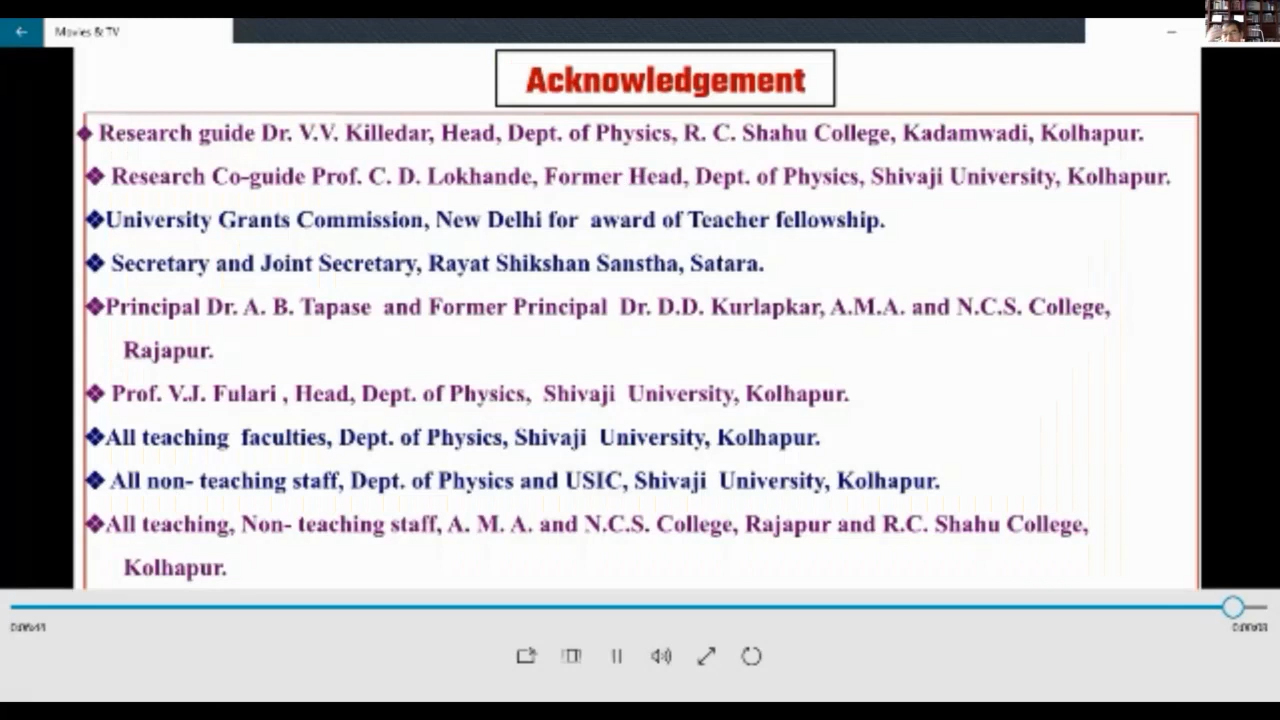 Movies & TV
Acknowledgement
❖ Research guide Dr. V.V. Killedar, Head, Dept. of Physics, R. C. Shahu College, Kadamwadi, Kolhapur.
❖ Research Co-guide Prof. C. D. Lokhande, Former Head, Dept. of Physics, Shivaji University, Kolhapur.
❖University Grants Commission, New Delhi for award of Teacher fellowship.
❖ Secretary and Joint Secretary, Rayat Shikshan Sanstha, Satara.
❖Principal Dr. A. B. Tapase and Former Principal Dr. D.D. Kurlapkar, A.M.A. and N.C.S. College,
Rajapur.
❖ Prof. V.J. Fulari , Head, Dept. of Physics, Shivaji University, Kolhapur.
❖All teaching faculties, Dept. of Physics, Shivaji University, Kolhapur.
❖ All non- teaching staff, Dept. of Physics and USIC, Shivaji University, Kolhapur.
❖All teaching, Non- teaching staff, A. M. A. and N.C.S. College, Rajapur and R.C. Shahu College,
Kolhapur.